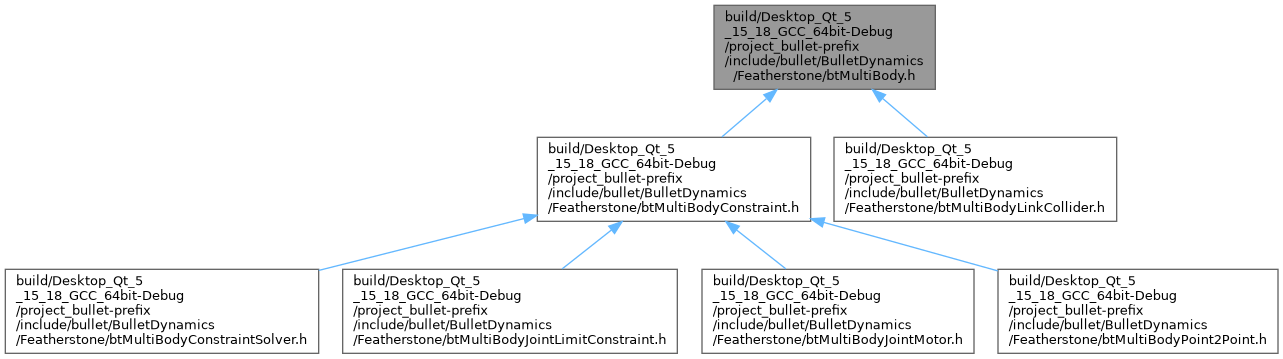 build/Desktop_Qt_5
_15_18_GCC_64bit-Debug
/project_bullet-prefix
/include/bullet/BulletDynamics
/Featherstone/btMultiBody.h
build/Desktop_Qt_5
_15_18_GCC_64bit-Debug
/project_bullet-prefix
/include/bullet/BulletDynamics
/Featherstone/btMultiBodyConstraint.h
build/Desktop_Qt_5
_15_18_GCC_64bit-Debug
/project_bullet-prefix
/include/bullet/BulletDynamics
/Featherstone/btMultiBodyLinkCollider.h
build/Desktop_Qt_5
_15_18_GCC_64bit-Debug
/project_bullet-prefix
/include/bullet/BulletDynamics
/Featherstone/btMultiBodyConstraintSolver.h
build/Desktop_Qt_5
_15_18_GCC_64bit-Debug
/project_bullet-prefix
/include/bullet/BulletDynamics
/Featherstone/btMultiBodyJointLimitConstraint.h
build/Desktop_Qt_5
_15_18_GCC_64bit-Debug
/project_bullet-prefix
/include/bullet/BulletDynamics
/Featherstone/btMultiBodyJointMotor.h
build/Desktop_Qt_5
_15_18_GCC_64bit-Debug
/project_bullet-prefix
/include/bullet/BulletDynamics
/Featherstone/btMultiBodyPoint2Point.h